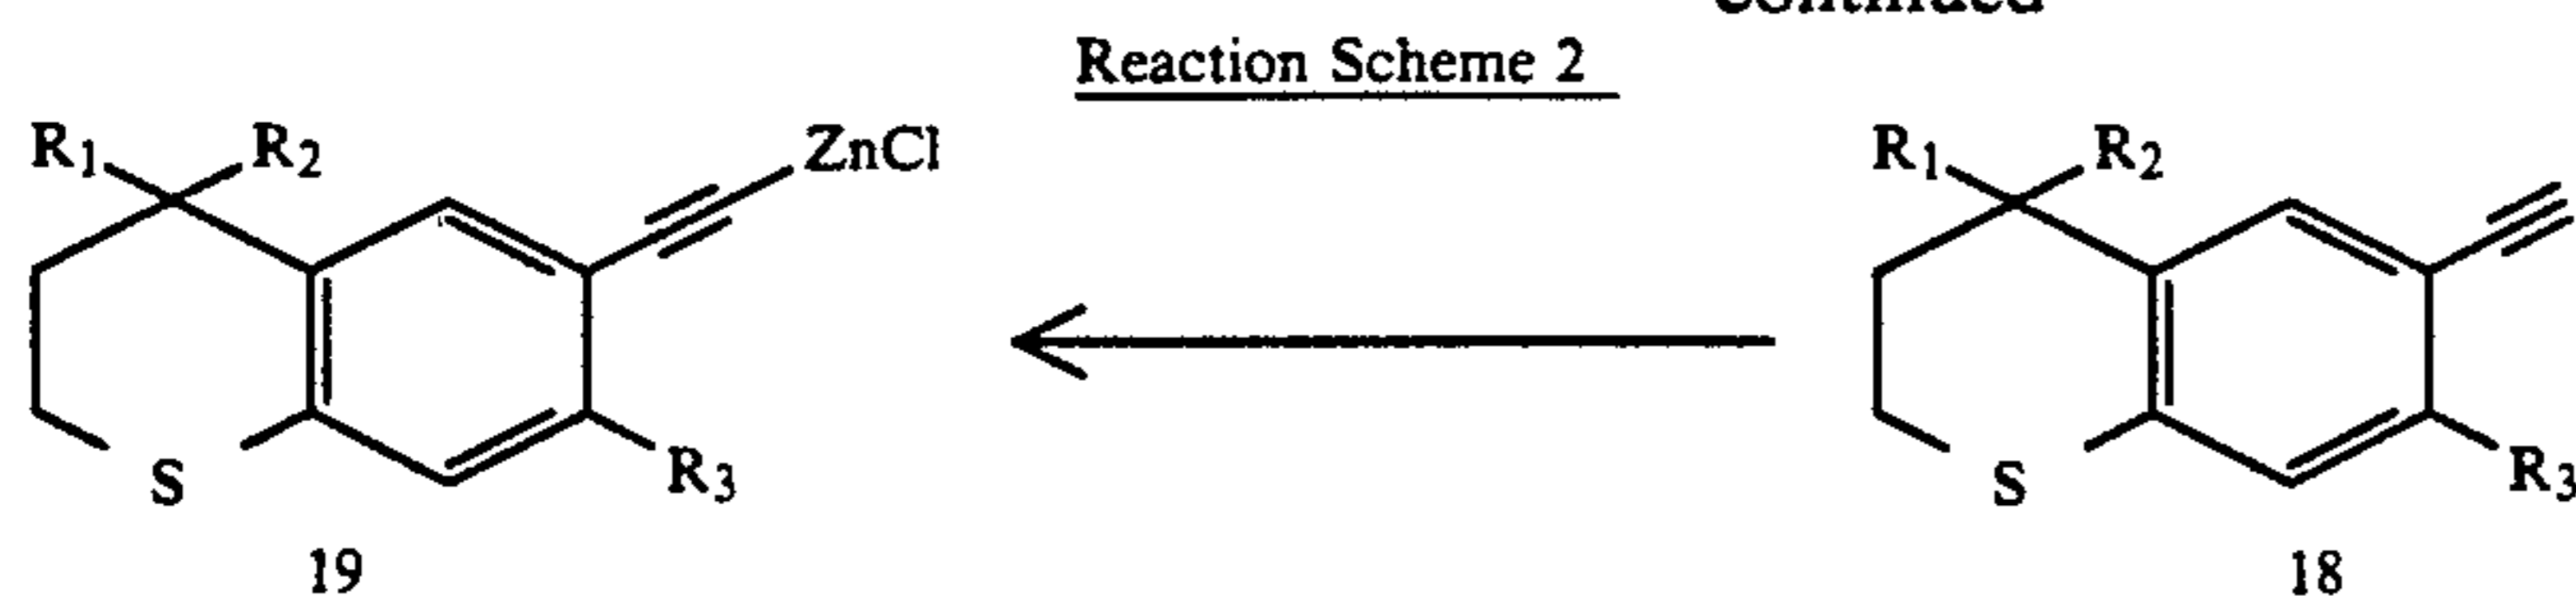 Reaction Scheme 2
R1 R2 ZnCl R1 R2
S R3 S R3
19 18